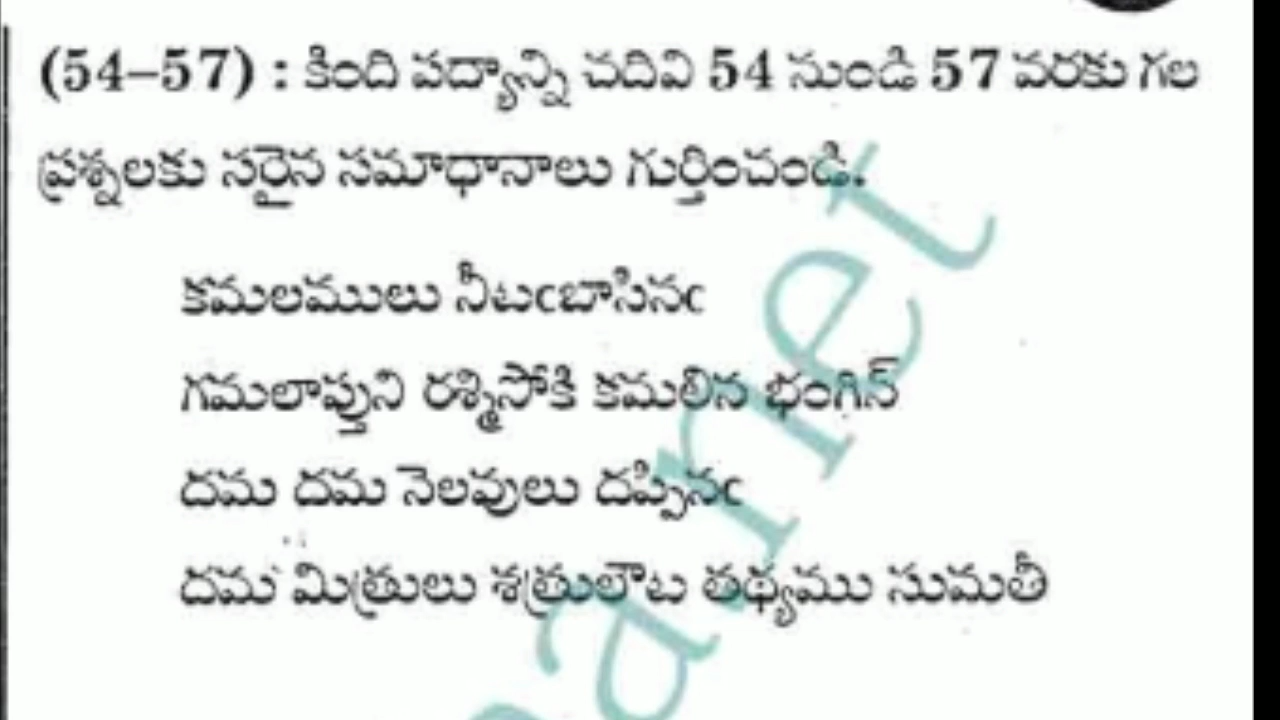 (54–57) : కింది పద్యాన్ని చదివి 54 నుండి 57 వరకు గల
ప్రశ్నలకు సరైన సమాధానాలు గుర్తించండి.
కమలములు నీటఁబాసినఁ
గమలాప్తుని రశ్మిసోకి కమలిన భంగిన్
దమ దమ నెలవులు దప్పినఁ
దమ మిత్రులు శత్రులౌట తథ్యము సుమతీ